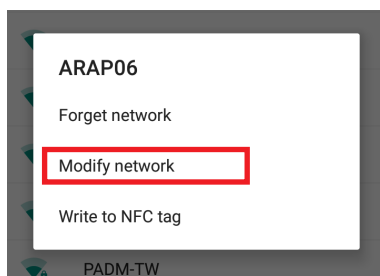 ARAP06
Forget network
Modify network
Write to NFC tag
PADM-TW